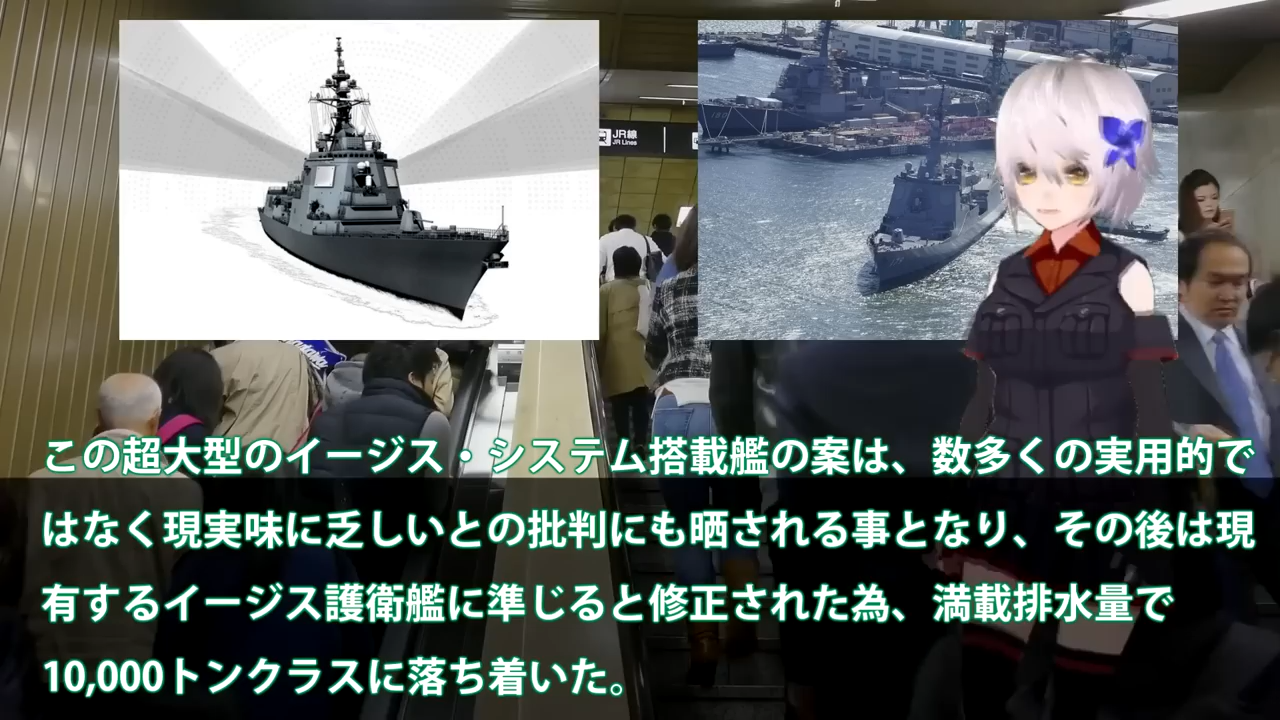 JR線
JR Lines
この超大型のイージス・システム搭載艦の案は、数多くの実用的で
はなく現実味に乏しいとの批判にも晒される事となり、その後は現
有するイージス護衛艦に準じると修正された為、満載排水量で
10,000トンクラスに落ち着いた。